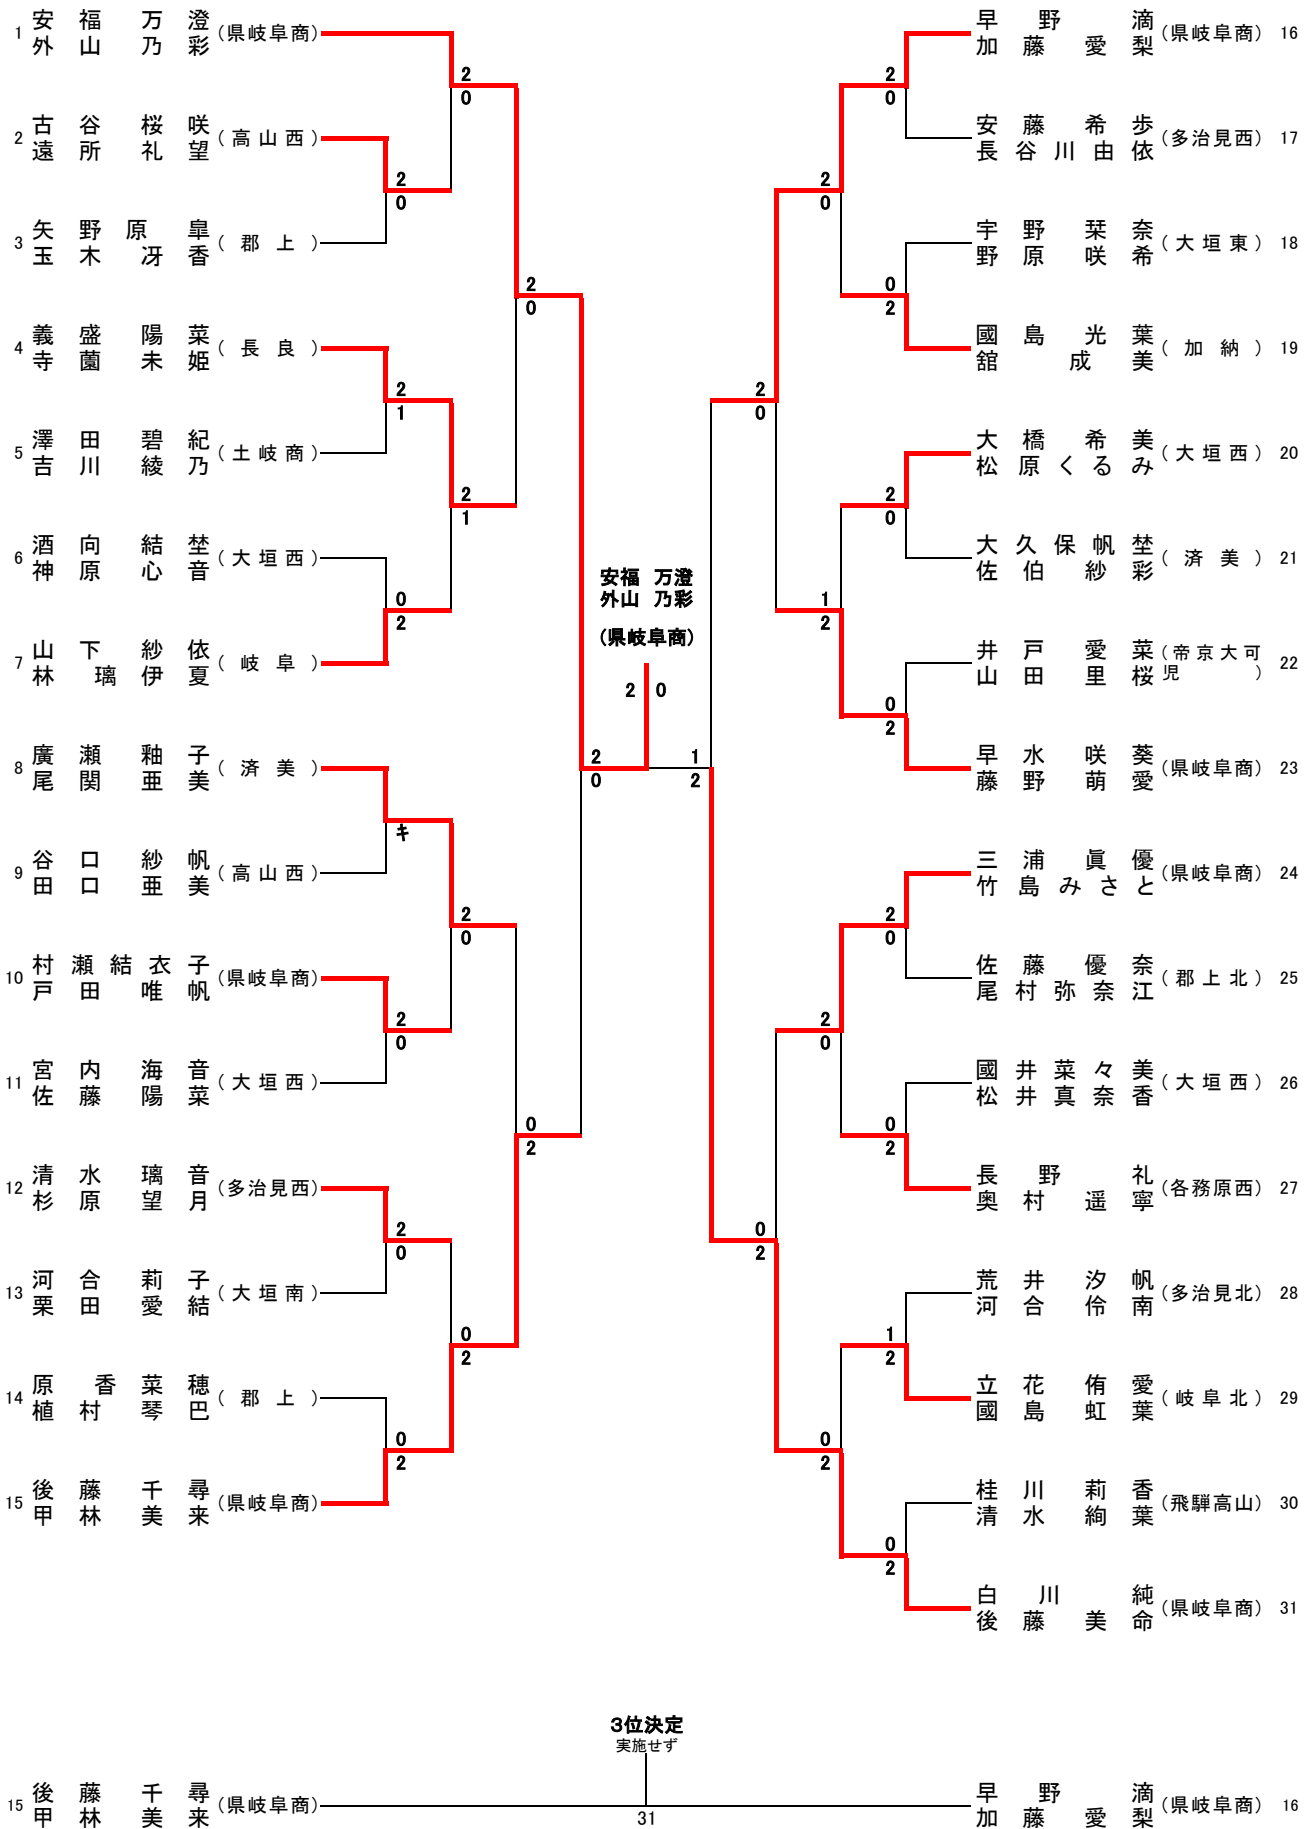 1 安福万澄 (県岐阜商)
外山乃彩
2
0
2 古谷桜咲 (高山西)
遠所礼望
2
0
3 矢野原皐 (郡上)
玉木冴香
2
0
4 義盛陽菜 (長良)
寺薗未姫
2
1
5 澤田碧紀 (土岐商)
吉川綾乃
2
1
6 酒向結埜 (大垣西)
神原心音
0
2
7 山下紗依 (岐阜)
林璃伊夏
8 廣瀬釉子 (済美)
尾関亜美
2
0
キ
9 谷口紗帆 (高山西)
田口亜美
2
0
10 村瀬結衣子 (県岐阜商)
戸田唯帆
2
0
11 宮内海音 (大垣西)
佐藤陽菜
0
2
12 清水璃音 (多治見西)
杉原望月
2
0
13 河合莉子 (大垣南)
栗田愛結
0
2
14 原香菜穂 (郡上)
植村琴巴
0
2
15 後藤千尋 (県岐阜商)
甲林美来
安福 万澄
外山 乃彩
(県岐阜商)
2 0
早野滴 (県岐阜商) 16
加藤愛梨
2
0
安藤希歩 (多治見西) 17
長谷川由依
2
0
宇野栞奈 (大垣東) 18
野原咲希
0
2
國島光葉 (加納) 19
舘成美
2
0
大橋希美 (大垣西) 20
松原くるみ
2
0
大久保帆埜 (済美) 21
佐伯紗彩
1
2
井戸愛菜 (帝京大可児) 22
山田里桜
0
2
早水咲葵 (県岐阜商) 23
藤野萌愛
1
2
三浦眞優 (県岐阜商) 24
竹島みさと
2
0
佐藤優奈 (郡上北) 25
尾村弥奈江
2
0
國井菜々美 (大垣西) 26
松井真奈香
0
2
長野礼 (各務原西) 27
奥村遥寧
0
2
荒井汐帆 (多治見北) 28
河合伶南
1
2
立花侑愛 (岐阜北) 29
國島虹葉
0
2
桂川莉香 (飛騨高山) 30
清水絢葉
0
2
白川純 (県岐阜商) 31
後藤美命
3位決定
実施せず
15 後藤千尋 (県岐阜商)
甲林美来
31
早野滴 (県岐阜商) 16
加藤愛梨